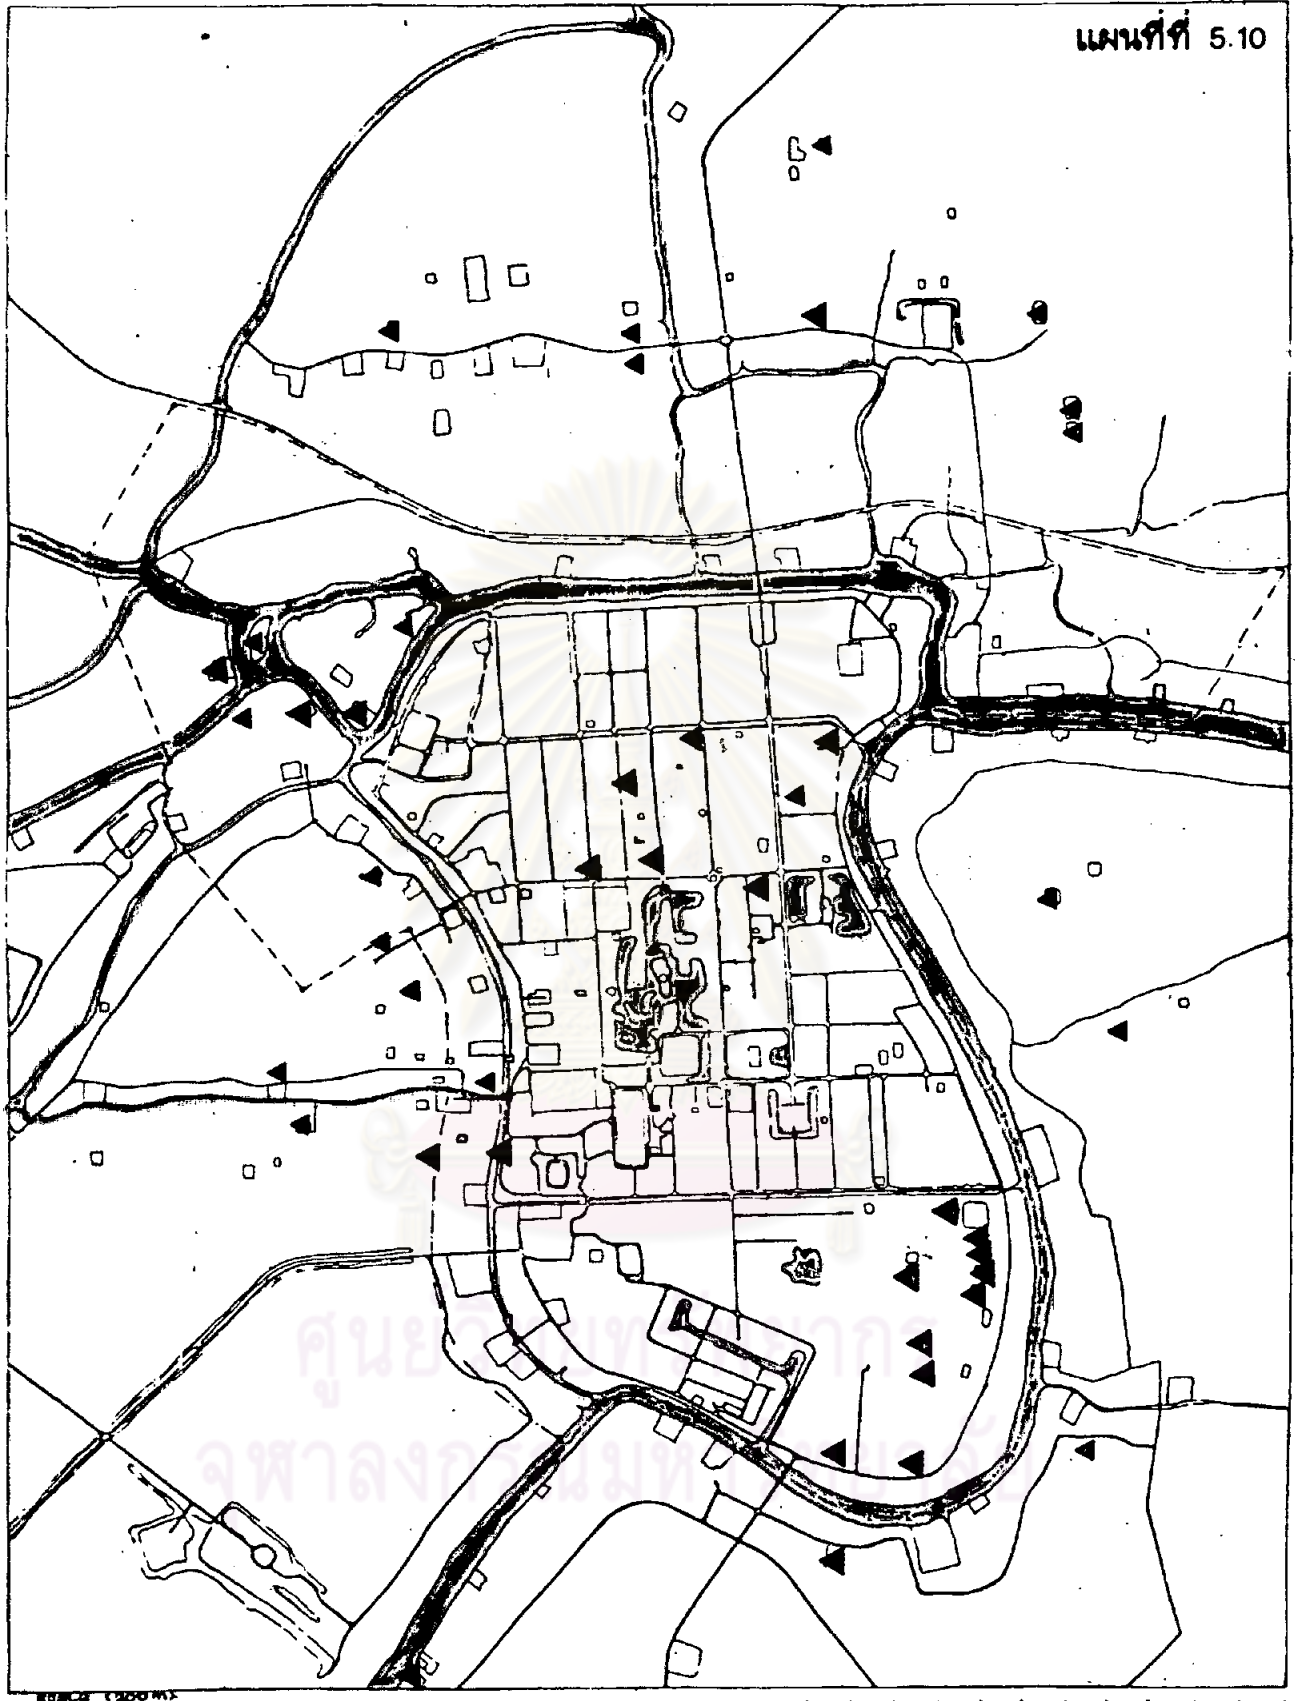 แผนที่ที่ 5.10
ศูนย์วิทยทรัพยากร
จุฬาลงกรณ์มหาวิทยาลัย